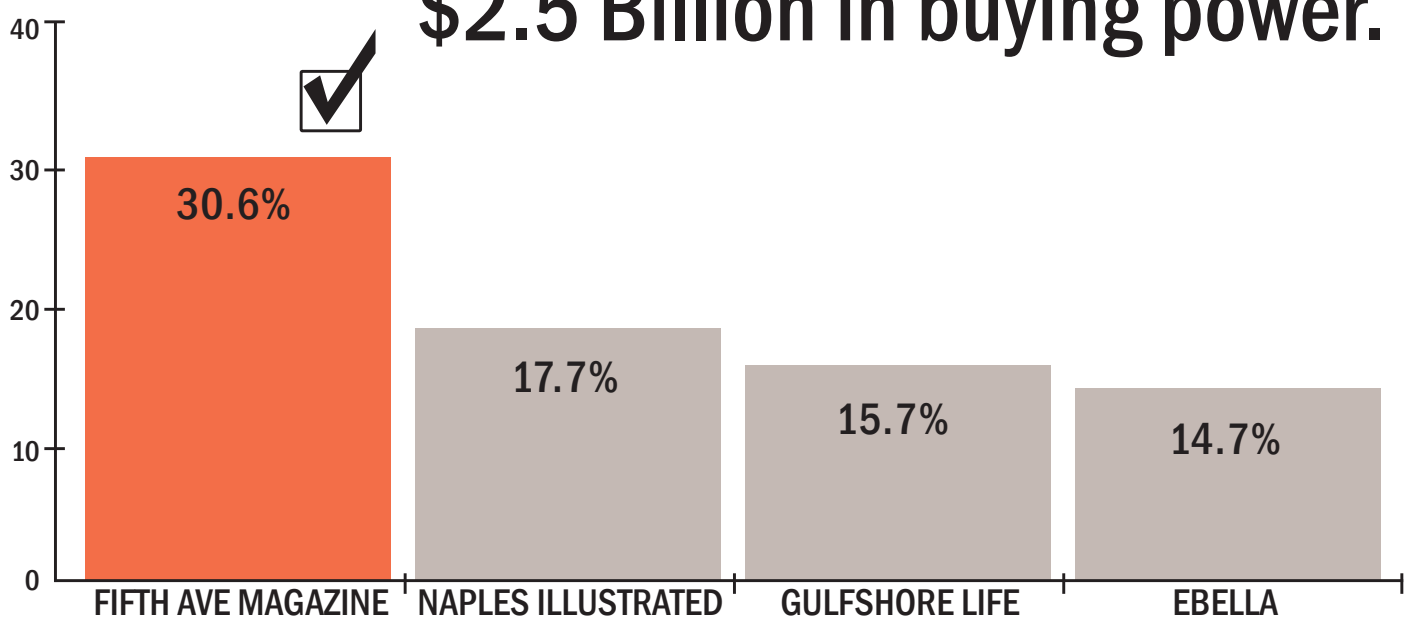 $2.5 Billion in buying power.
40
30
20
10
0
30.6%
17.7%
15.7%
14.7%
FIFTH AVE MAGAZINE
NAPLES ILLUSTRATED
GULFSHORE LIFE
EBELLA